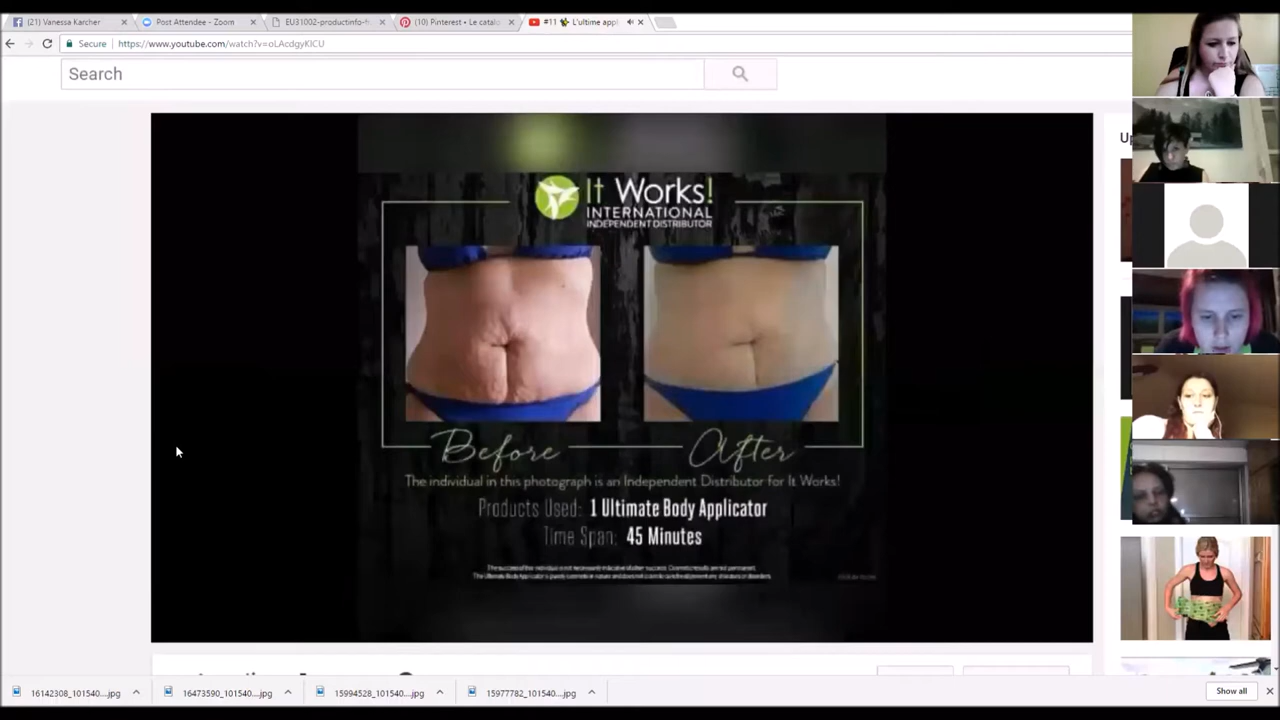 (21) Vanessa Karcher
Post Attendee - Zoom
EU31002-productinfo-f
(10) Pinterest • Le catalo
#11 L'ultime appl
Secure
https://www.youtube.com/watch?v=oLAcdgyKlCU
Search
Up
It Works!
INTERNATIONAL
INDEPENDENT DISTRIBUTOR
Before
After
The individual in this photograph is an Independent Distributor for It Works!
Products Used: 1 Ultimate Body Applicator
Time Span: 45 Minutes
16142308_101540....jpg
16473590_101540....jpg
15994528_101540....jpg
15977782_101540....jpg
Show all